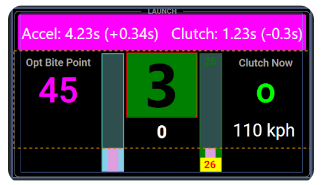 LAUNCH
Accel: 4.23s (+0.34s) Clutch: 1.23s (-0.3s)
Opt Bite Point
45
3
0
26
Clutch Now
o
110 kph